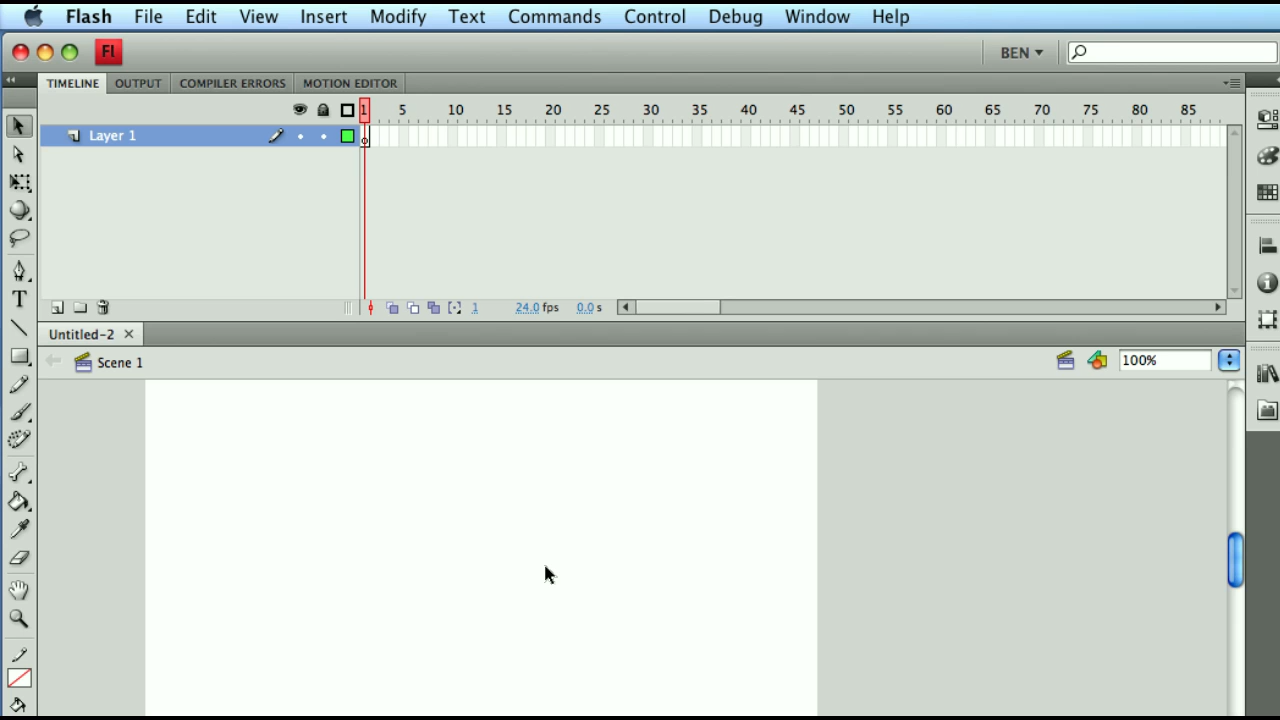 Flash File Edit View Insert Modify Text Commands Control Debug Window Help
Fl BEN
TIMELINE OUTPUT COMPILER ERRORS MOTION EDITOR
1 5 10 15 20 25 30 35 40 45 50 55 60 65 70 75 80 85
Layer 1
1 24.0 fps 0.0 s
Untitled-2
Scene 1 100%
T